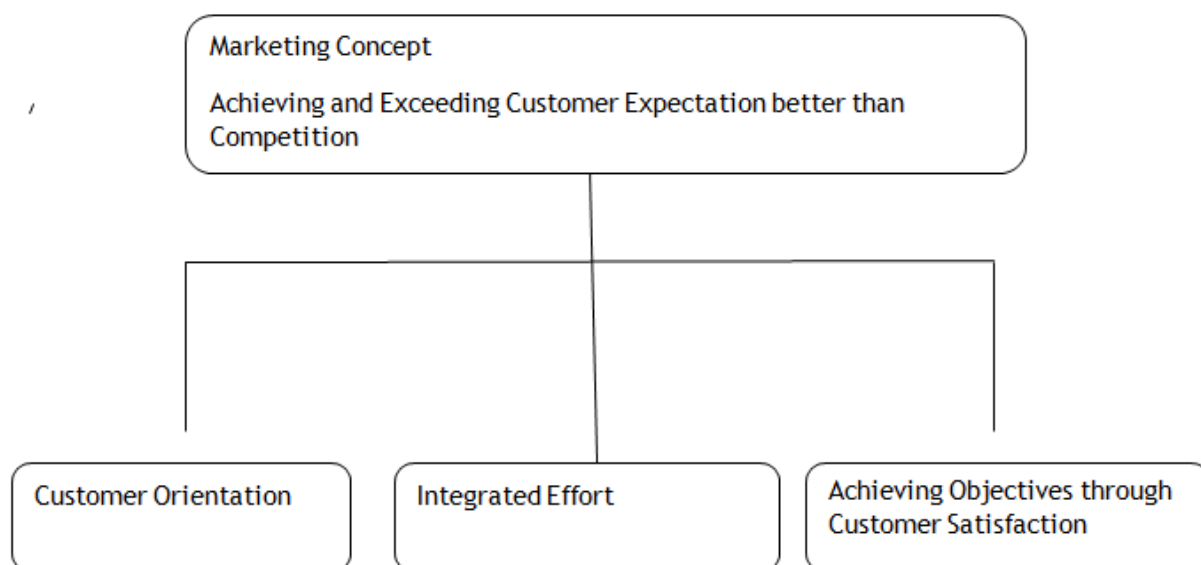 Marketing Concept
Achieving and Exceeding Customer Expectation better than
Competition
Customer Orientation
Integrated Effort
Achieving Objectives through
Customer Satisfaction